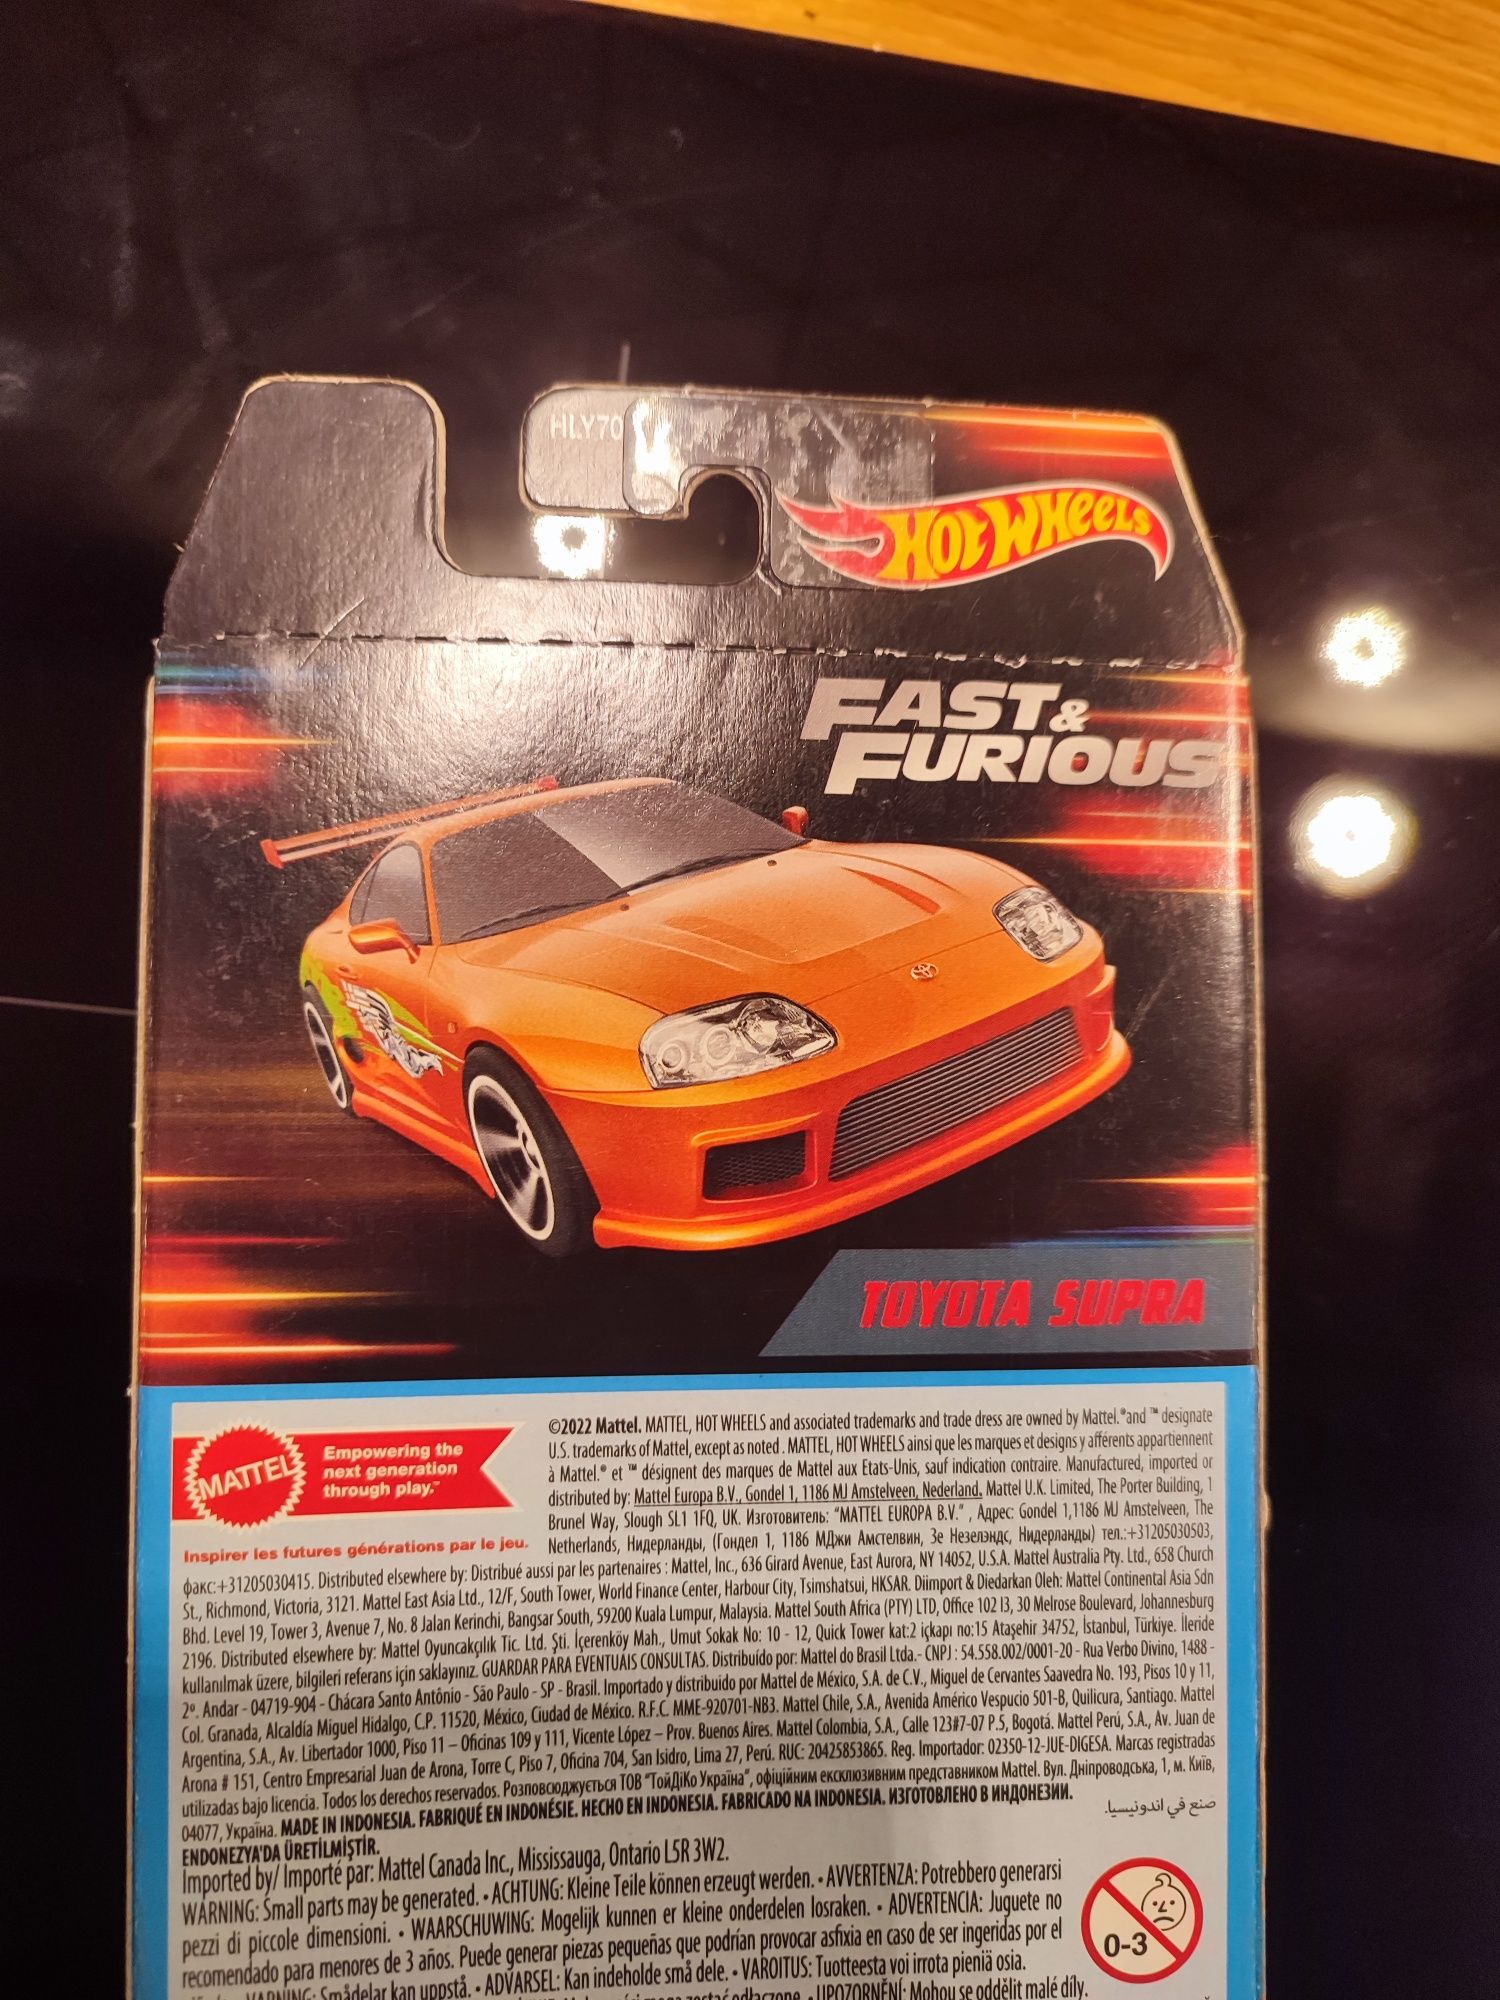 HLY70
HOT WHEELS
FAST &
FURIOUS
TOYOTA SUPRA
MATTEL
Empowering the
next generation
through play.™
Inspirer les futures générations par le jeu.
©2022 Mattel. MATTEL, HOT WHEELS and associated trademarks and trade dress are owned by Mattel.® and ™ designate
U.S. trademarks of Mattel, except as noted. MATTEL, HOT WHEELS ainsi que les marques et designs y afférents appartiennent
à Mattel.® et ™ désignent des marques de Mattel aux Etats-Unis, sauf indication contraire. Manufactured, imported or
distributed by: Mattel Europa B.V., Gondel 1, 1186 MJ Amstelveen, Nederland. Mattel U.K. Limited, The Porter Building, 1
Brunel Way, Slough SL1 1FQ, UK. Изготовитель: "MATTEL EUROPA B.V.", Адрес: Gondel 1,1186 MJ Amstelveen, The
Netherlands, Нидерланды, (Гондел 1, 1186 МДжи Амстелвин, Зе Незелэндс, Нидерланды) тел.:+31205030503,
факс:+31205030415. Distributed elsewhere by: Distribué aussi par les partenaires : Mattel, Inc., 636 Girard Avenue, East Aurora, NY 14052, U.S.A. Mattel Australia Pty. Ltd., 658 Church
St., Richmond, Victoria, 3121. Mattel East Asia Ltd., 12/F, South Tower, World Finance Center, Harbour City, Tsimshatsui, HKSAR. Diimport & Diedarkan Oleh: Mattel Continental Asia Sdn
Bhd. Level 19, Tower 3, Avenue 7, No. 8 Jalan Kerinchi, Bangsar South, 59200 Kuala Lumpur, Malaysia. Mattel South Africa (PTY) LTD, Office 102 I3, 30 Melrose Boulevard, Johannesburg
2196. Distributed elsewhere by: Mattel Oyuncakçılık Tic. Ltd. Şti. İçerenköy Mah., Umut Sokak No: 10 - 12, Quick Tower kat:2 içkapı no:15 Ataşehir 34752, İstanbul, Türkiye. İleride
kullanılmak üzere, bilgileri referans için saklayınız. GUARDAR PARA EVENTUAIS CONSULTAS. Distribuído por: Mattel do Brasil Ltda.- CNPJ : 54.558.002/0001-20 - Rua Verbo Divino, 1488 -
2º. Andar - 04719-904 - Chácara Santo Antônio - São Paulo - SP - Brasil. Importado y distribuido por Mattel de México, S.A. de C.V., Miguel de Cervantes Saavedra No. 193, Pisos 10 y 11,
Col. Granada, Alcaldía Miguel Hidalgo, C.P. 11520, México, Ciudad de México. R.F.C. MME-920701-NB3. Mattel Chile, S.A., Avenida Américo Vespucio 501-B, Quilicura, Santiago. Mattel
Argentina, S.A., Av. Libertador 1000, Piso 11 – Oficinas 109 y 111, Vicente López – Prov. Buenos Aires. Mattel Colombia, S.A., Calle 123#7-07 P.5, Bogotá. Mattel Perú, S.A., Av. Juan de
Arona # 151, Centro Empresarial Juan de Arona, Torre C, Piso 7, Oficina 704, San Isidro, Lima 27, Perú. RUC: 20425853865. Reg. Importador: 02350-12-JUE-DIGESA. Marcas registradas
utilizadas bajo licencia. Todos los derechos reservados. Розповсюджується ТОВ "ТойДіКо Україна", офіційним ексклюзивним представником Mattel. Вул. Дніпроводська, 1, м. Київ,
04077, Україна. MADE IN INDONESIA. FABRIQUÉ EN INDONÉSIE. HECHO EN INDONESIA. FABRICADO NA INDONESIA. ИЗГОТОВЛЕНО В ИНДОНЕЗИИ.
صنع في اندونيسيا.
ENDONEZYA'DA ÜRETİLMİŞTİR.
Imported by/ Importé par: Mattel Canada Inc., Mississauga, Ontario L5R 3W2.
WARNING: Small parts may be generated. • ACHTUNG: Kleine Teile können erzeugt werden. • AVVERTENZA: Potrebbero generarsi
pezzi di piccole dimensioni. • WAARSCHUWING: Mogelijk kunnen er kleine onderdelen losraken. • ADVERTENCIA: Juguete no
recomendado para menores de 3 años. Puede generar piezas pequeñas que podrían provocar asfixia en caso de ser ingeridas por el
VARNING: Smådelar kan uppstå. • ADVARSEL: Kan indeholde små dele. • VAROITUS: Tuotteesta voi irrota pieniä osia.
zostać odłączone. • UPOZORNĚNÍ: Mohou se oddělit malé díly.
0-3